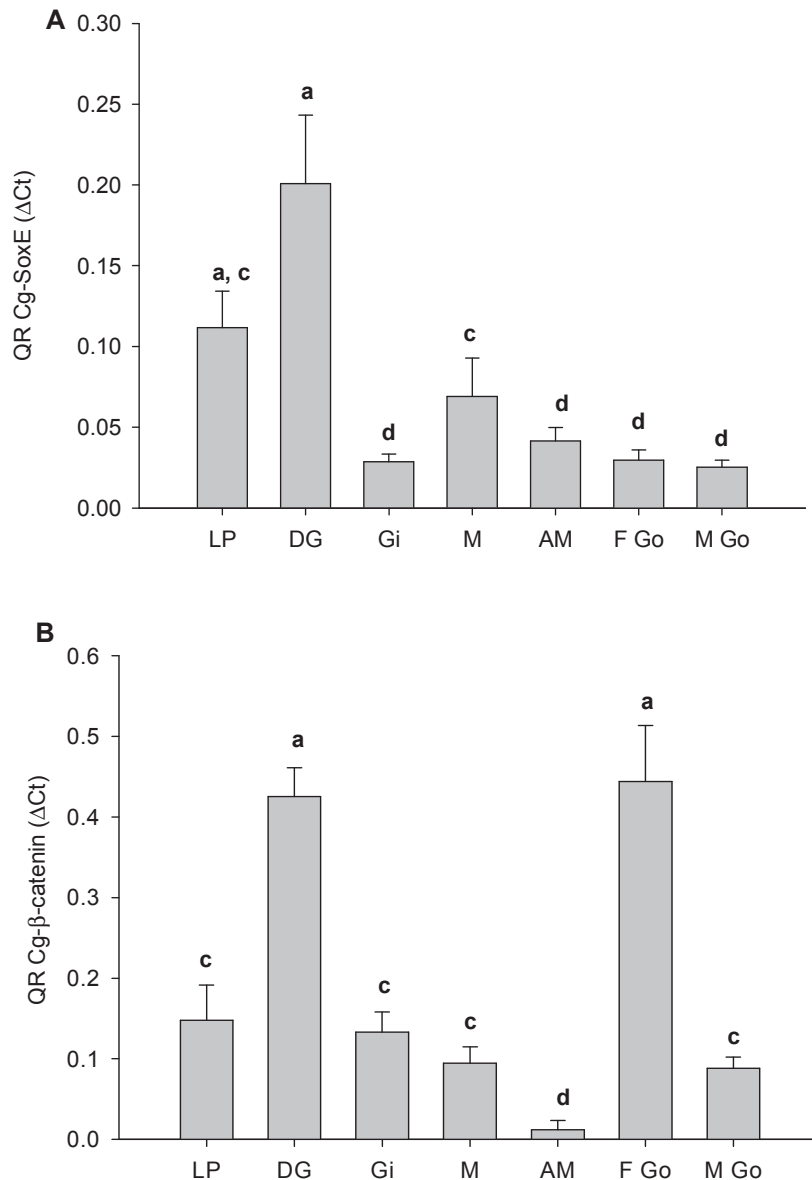 A
QR Cg-SoxE (ΔCt)
0.30
0.25
0.20
0.15
0.10
0.05
0.00
a, c
a
d
c
d
d
d
LP DG Gi M AM F Go M Go
B
QR Cg-β-catenin (ΔCt)
0.6
0.5
0.4
0.3
0.2
0.1
0.0
c
a
c
c
d
a
c
LP DG Gi M AM F Go M Go